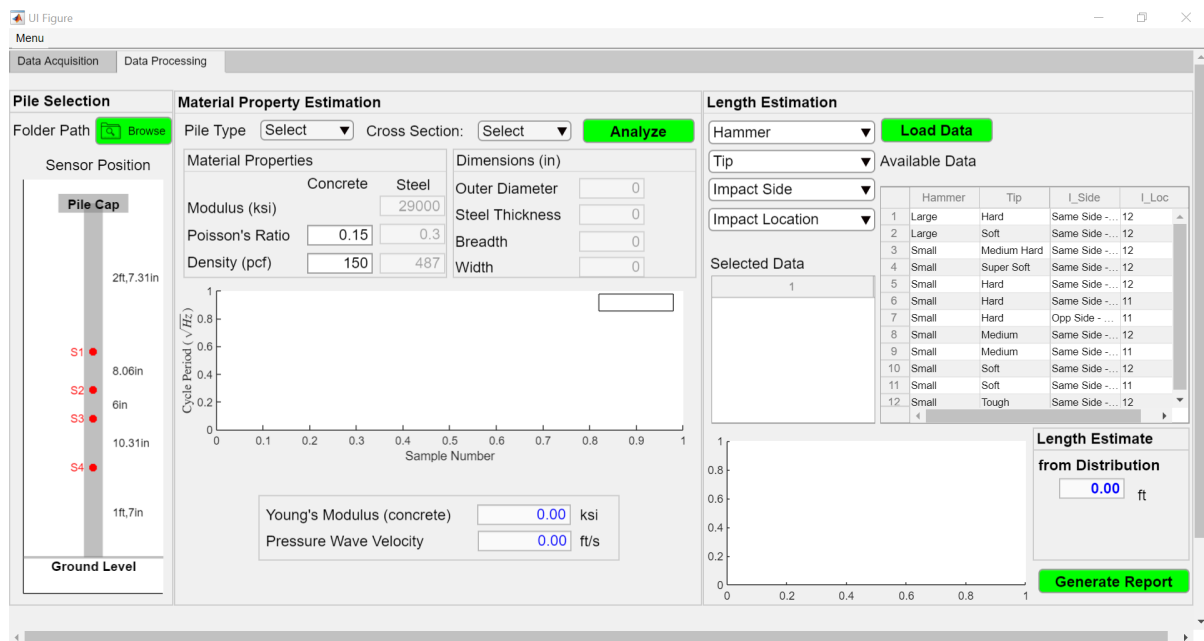 UI Figure
Menu
Data Acquisition
Data Processing
Pile Selection
Folder Path
Browse
Sensor Position
Pile Cap
2ft,7.31in
S1
8.06in
S2
6in
S3
10.31in
S4
1ft,7in
Ground Level
Material Property Estimation
Pile Type Select Cross Section: Select Analyze
Material Properties
Concrete Steel
Modulus (ksi) 29000
Poisson's Ratio 0.15 0.3
Density (pcf) 150 487
Dimensions (in)
Outer Diameter 0
Steel Thickness 0
Breadth 0
Width 0
Cycle Period (√Hz)
1
0.8
0.6
0.4
0.2
0
0 0.1 0.2 0.3 0.4 0.5 0.6 0.7 0.8 0.9 1
Sample Number
Young's Modulus (concrete) 0.00 ksi
Pressure Wave Velocity 0.00 ft/s
Length Estimation
Hammer
Tip
Impact Side
Impact Location
Load Data
Available Data
Hammer Tip I_Side I_Loc
1 Large Hard Same Side -... 12
2 Large Soft Same Side -... 12
3 Small Medium Hard Same Side -... 12
4 Small Super Soft Same Side -... 12
5 Small Hard Same Side -... 12
6 Small Hard Same Side -... 11
7 Small Hard Opp Side - ... 11
8 Small Medium Same Side -... 12
9 Small Medium Same Side -... 11
10 Small Soft Same Side -... 12
11 Small Soft Same Side -... 11
12 Small Tough Same Side -... 12
Selected Data
1
1
0.8
0.6
0.4
0.2
0
0 0.2 0.4 0.6 0.8 1
Length Estimate
from Distribution
0.00 ft
Generate Report